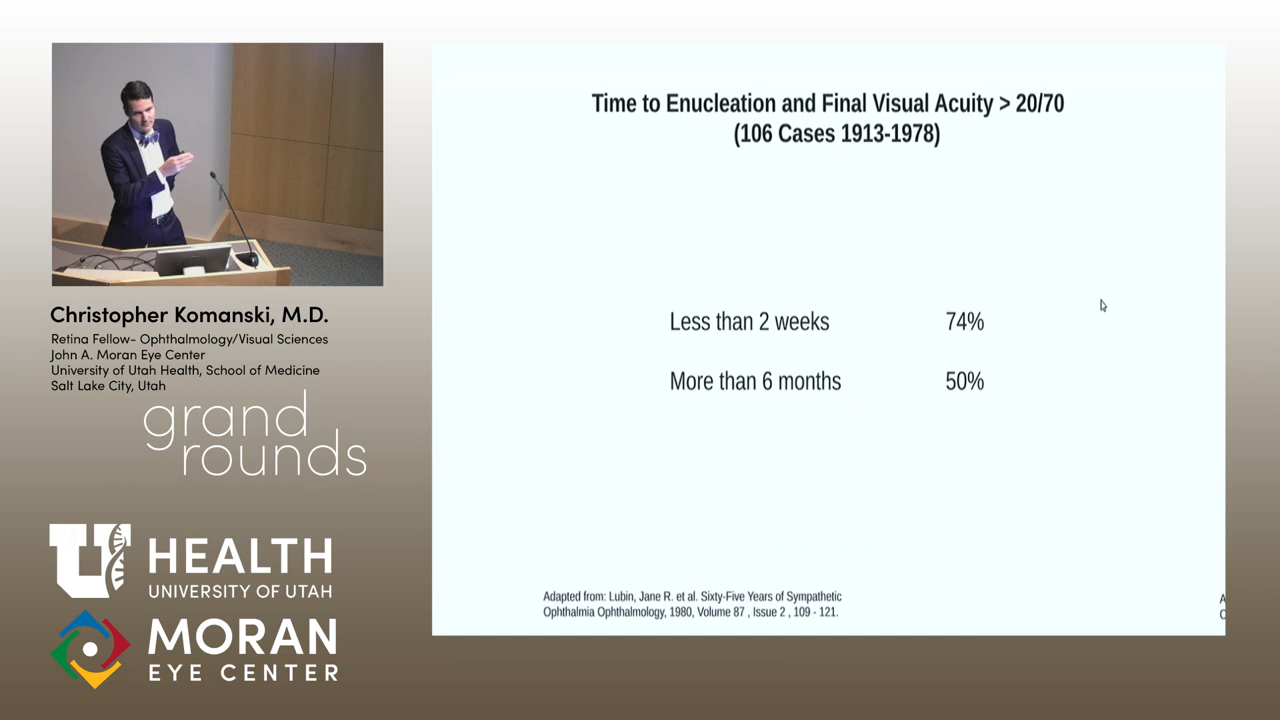 Time to Enucleation and Final Visual Acuity > 20/70
(106 Cases 1913-1978)
Less than 2 weeks 74%
More than 6 months 50%
Adapted from: Lubin, Jane R. et al. Sixty-Five Years of Sympathetic
Ophthalmia Ophthalmology, 1980, Volume 87 , Issue 2 , 109 - 121.
Christopher Komanski, M.D.
Retina Fellow- Ophthalmology/Visual Sciences
John A. Moran Eye Center
University of Utah Health, School of Medicine
Salt Lake City, Utah
grand
rounds
U HEALTH
UNIVERSITY OF UTAH
MORAN
EYE CENTER